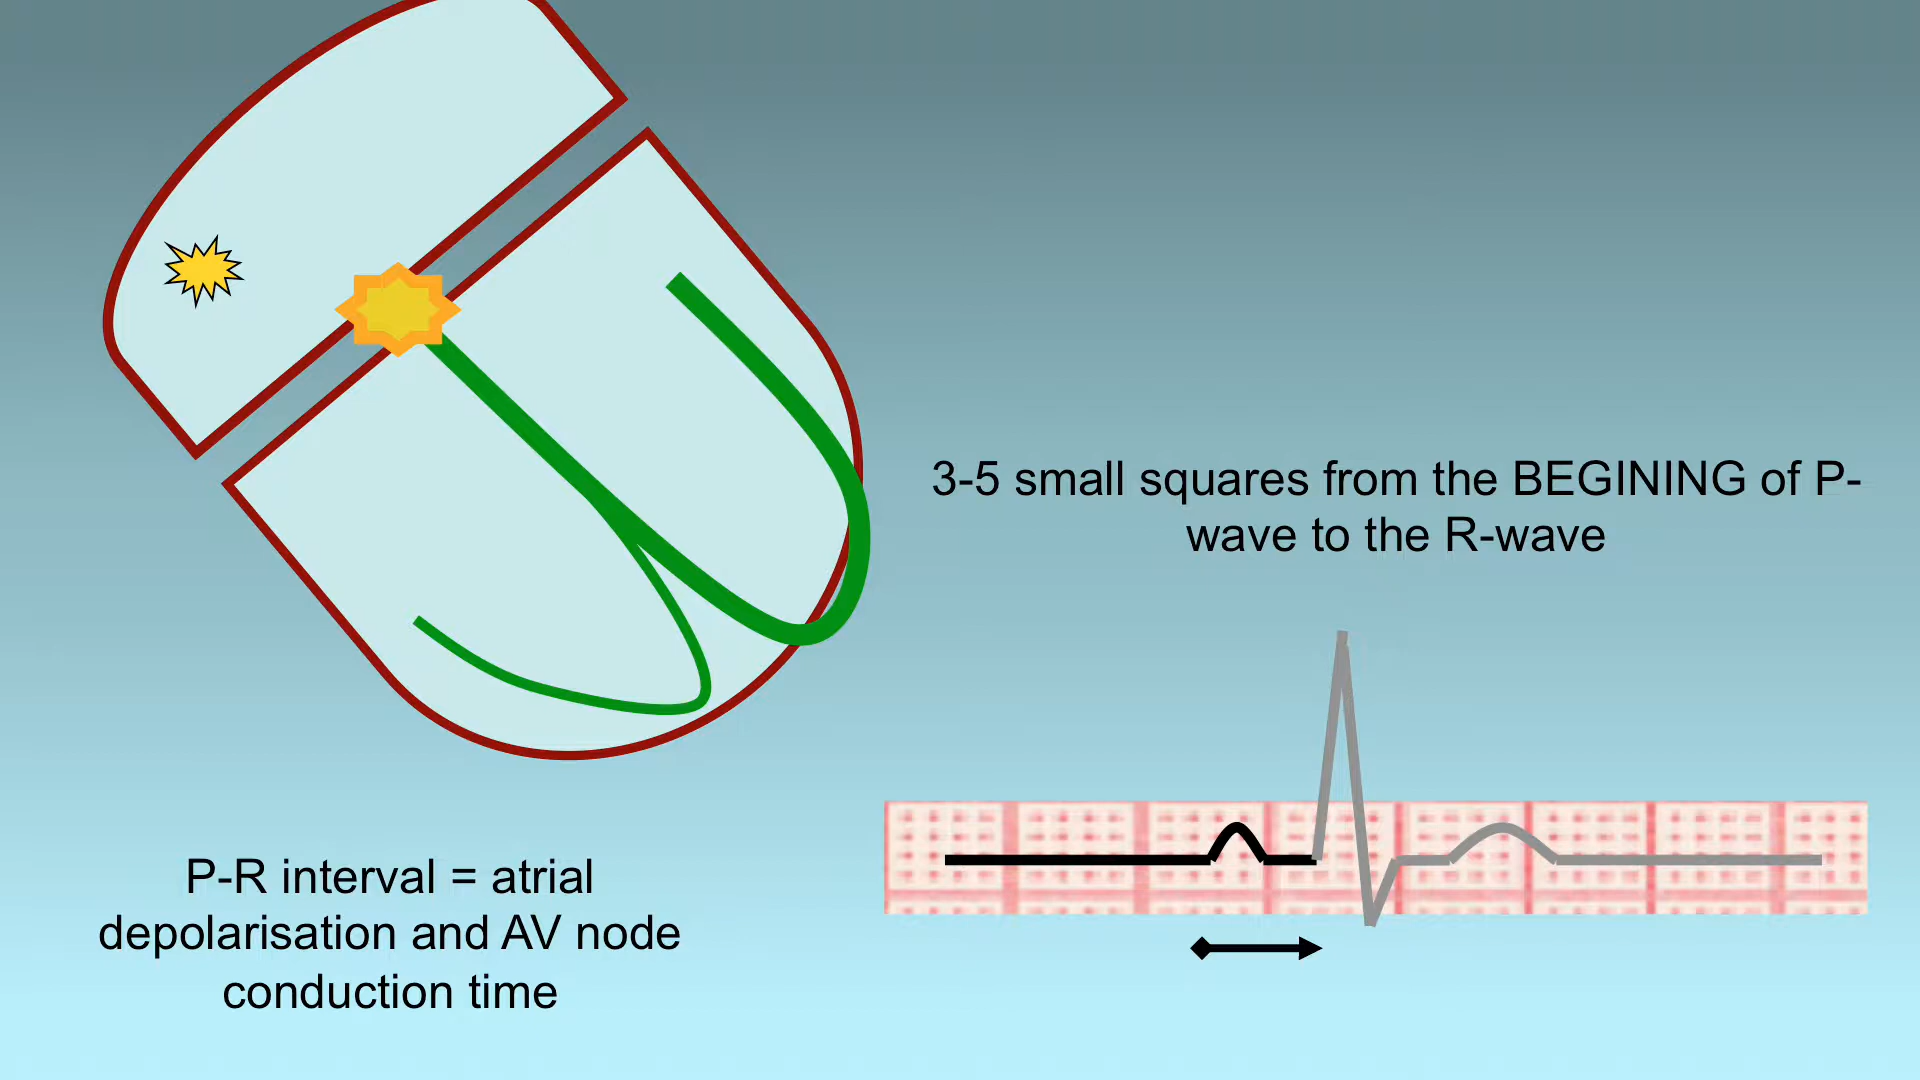 3-5 small squares from the BEGINING of P-
wave to the R-wave
P-R interval = atrial
depolarisation and AV node
conduction time